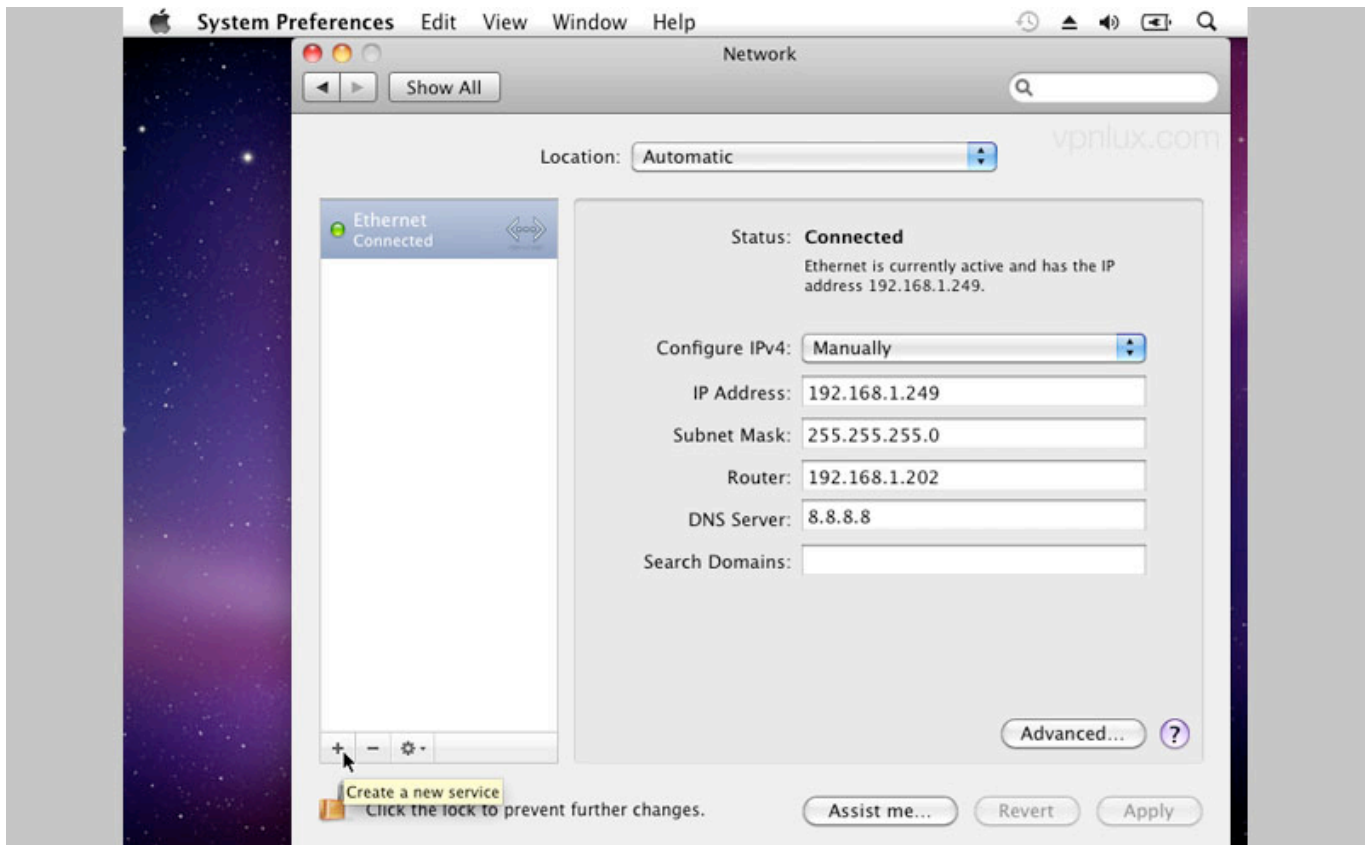 System Preferences Edit View Window Help
Network
Show All
vpnlux.com
Location: Automatic
Ethernet
Connected
Status: Connected
Ethernet is currently active and has the IP
address 192.168.1.249.
Configure IPv4: Manually
IP Address: 192.168.1.249
Subnet Mask: 255.255.255.0
Router: 192.168.1.202
DNS Server: 8.8.8.8
Search Domains:
Advanced... ?
Create a new service
Click the lock to prevent further changes.
Assist me... Revert Apply